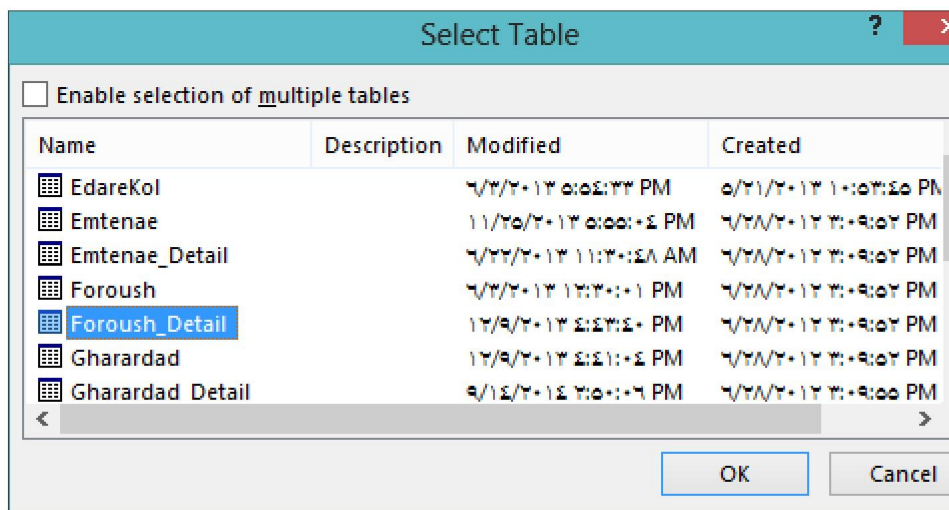 Select Table ?
Enable selection of multiple tables
Name Description Modified Created
EdareKol ٦/٣/٢٠١٣ ٥:٥٤:٣٣ PM ٥/٢١/٢٠١٣ ١٠:٥٣:٤٥ PM
Emtenae ١١/٢٥/٢٠١٣ ٥:٥٥:٠٤ PM ٦/٢٨/٢٠١٢ ٣:٠٩:٥٢ PM
Emtenae_Detail ٦/٢٢/٢٠١٣ ١١:٣٠:٤٨ AM ٦/٢٨/٢٠١٢ ٣:٠٩:٥٢ PM
Foroush ٦/٣/٢٠١٣ ١٢:٣٠:٠١ PM ٦/٢٨/٢٠١٢ ٣:٠٩:٥٢ PM
Foroush_Detail ١٢/٩/٢٠١٣ ٤:٤٣:٤٠ PM ٦/٢٨/٢٠١٢ ٣:٠٩:٥٢ PM
Gharardad ١٢/٩/٢٠١٣ ٤:٤١:٠٤ PM ٦/٢٨/٢٠١٢ ٣:٠٩:٥٢ PM
Gharardad_Detail ٩/١٤/٢٠١٤ ٢:٥٠:٠٦ PM ٦/٢٨/٢٠١٢ ٣:٠٩:٥٥ PM
OK Cancel